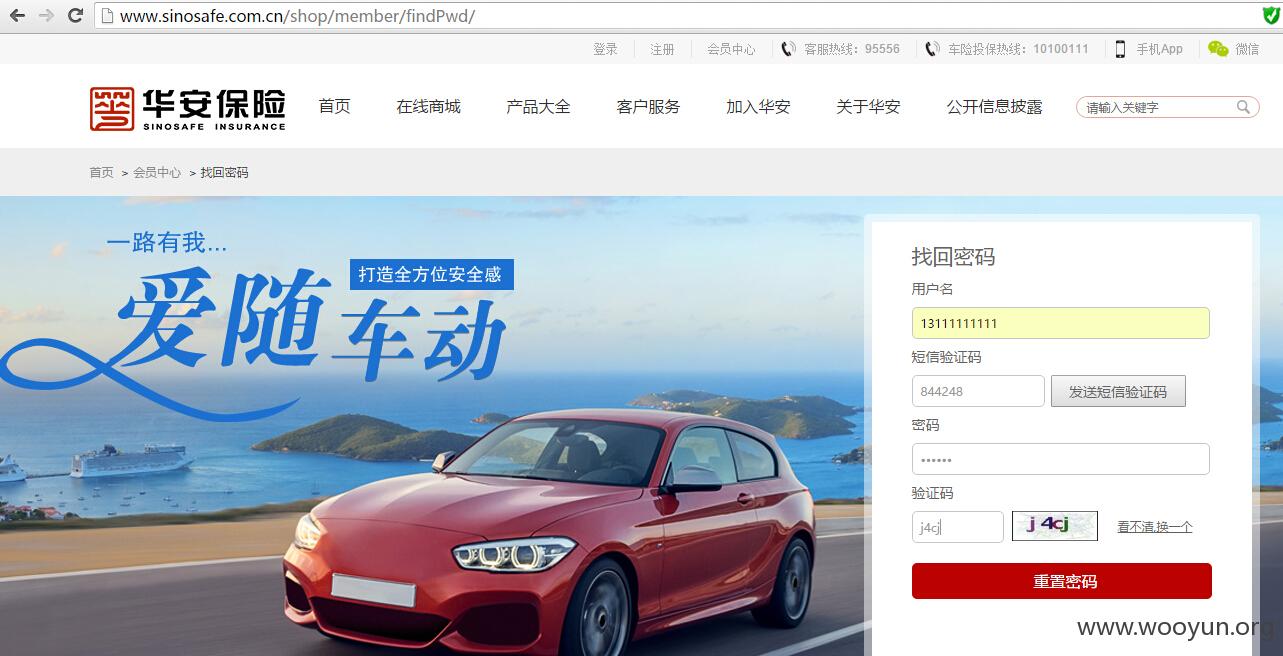 www.sinosafe.com.cn/shop/member/findPwd/
登录 注册 会员中心 客服热线：95556 车险投保热线：10100111 手机App 微信
华安保险
SINOSAFE INSURANCE
首页 在线商城 产品大全 客户服务 加入华安 关于华安 公开信息披露 请输入关键字
首页 > 会员中心 > 找回密码
一路有我...
打造全方位安全感
爱随车动
找回密码
用户名
13111111111
短信验证码
844248 发送短信验证码
密码
••••••
验证码
j4cj j4cj 看不清,换一个
重置密码
www.wooyun.org